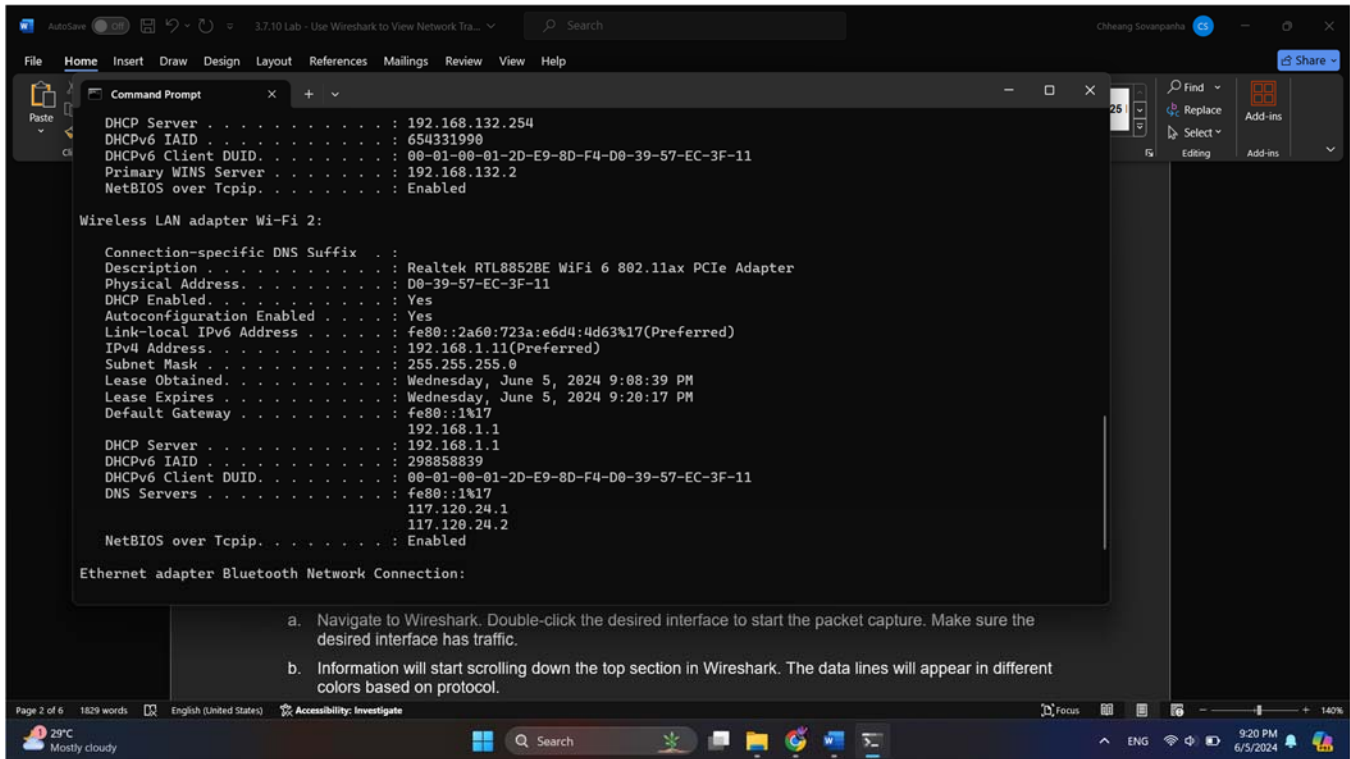 AutoSave Off 3.7.10 Lab - Use Wireshark to View Network Tra... Search Chheang Sovanpanha CS
File Home Insert Draw Design Layout References Mailings Review View Help Share
Paste
Command Prompt
25
Find
Replace
Select
Editing
Add-ins
Add-ins
DHCP Server . . . . . . . . . . . : 192.168.132.254
DHCPv6 IAID . . . . . . . . . . . : 654331990
DHCPv6 Client DUID. . . . . . . . : 00-01-00-01-2D-E9-8D-F4-D0-39-57-EC-3F-11
Primary WINS Server . . . . . . . : 192.168.132.2
NetBIOS over Tcpip. . . . . . . . : Enabled
Wireless LAN adapter Wi-Fi 2:
Connection-specific DNS Suffix . :
Description . . . . . . . . . . . : Realtek RTL8852BE WiFi 6 802.11ax PCIe Adapter
Physical Address. . . . . . . . . : D0-39-57-EC-3F-11
DHCP Enabled. . . . . . . . . . . : Yes
Autoconfiguration Enabled . . . . : Yes
Link-local IPv6 Address . . . . . : fe80::2a60:723a:e6d4:4d63%17(Preferred)
IPv4 Address. . . . . . . . . . . : 192.168.1.11(Preferred)
Subnet Mask . . . . . . . . . . . : 255.255.255.0
Lease Obtained. . . . . . . . . . : Wednesday, June 5, 2024 9:08:39 PM
Lease Expires . . . . . . . . . . : Wednesday, June 5, 2024 9:20:17 PM
Default Gateway . . . . . . . . . : fe80::1%17
192.168.1.1
DHCP Server . . . . . . . . . . . : 192.168.1.1
DHCPv6 IAID . . . . . . . . . . . : 298858839
DHCPv6 Client DUID. . . . . . . . : 00-01-00-01-2D-E9-8D-F4-D0-39-57-EC-3F-11
DNS Servers . . . . . . . . . . . : fe80::1%17
117.120.24.1
117.120.24.2
NetBIOS over Tcpip. . . . . . . . : Enabled
Ethernet adapter Bluetooth Network Connection:
a. Navigate to Wireshark. Double-click the desired interface to start the packet capture. Make sure the
desired interface has traffic.
b. Information will start scrolling down the top section in Wireshark. The data lines will appear in different
colors based on protocol.
Page 2 of 6 1829 words English (United States) Accessibility: Investigate Focus 140%
1 29°C
Mostly cloudy
Search
ENG
9:20 PM
6/5/2024